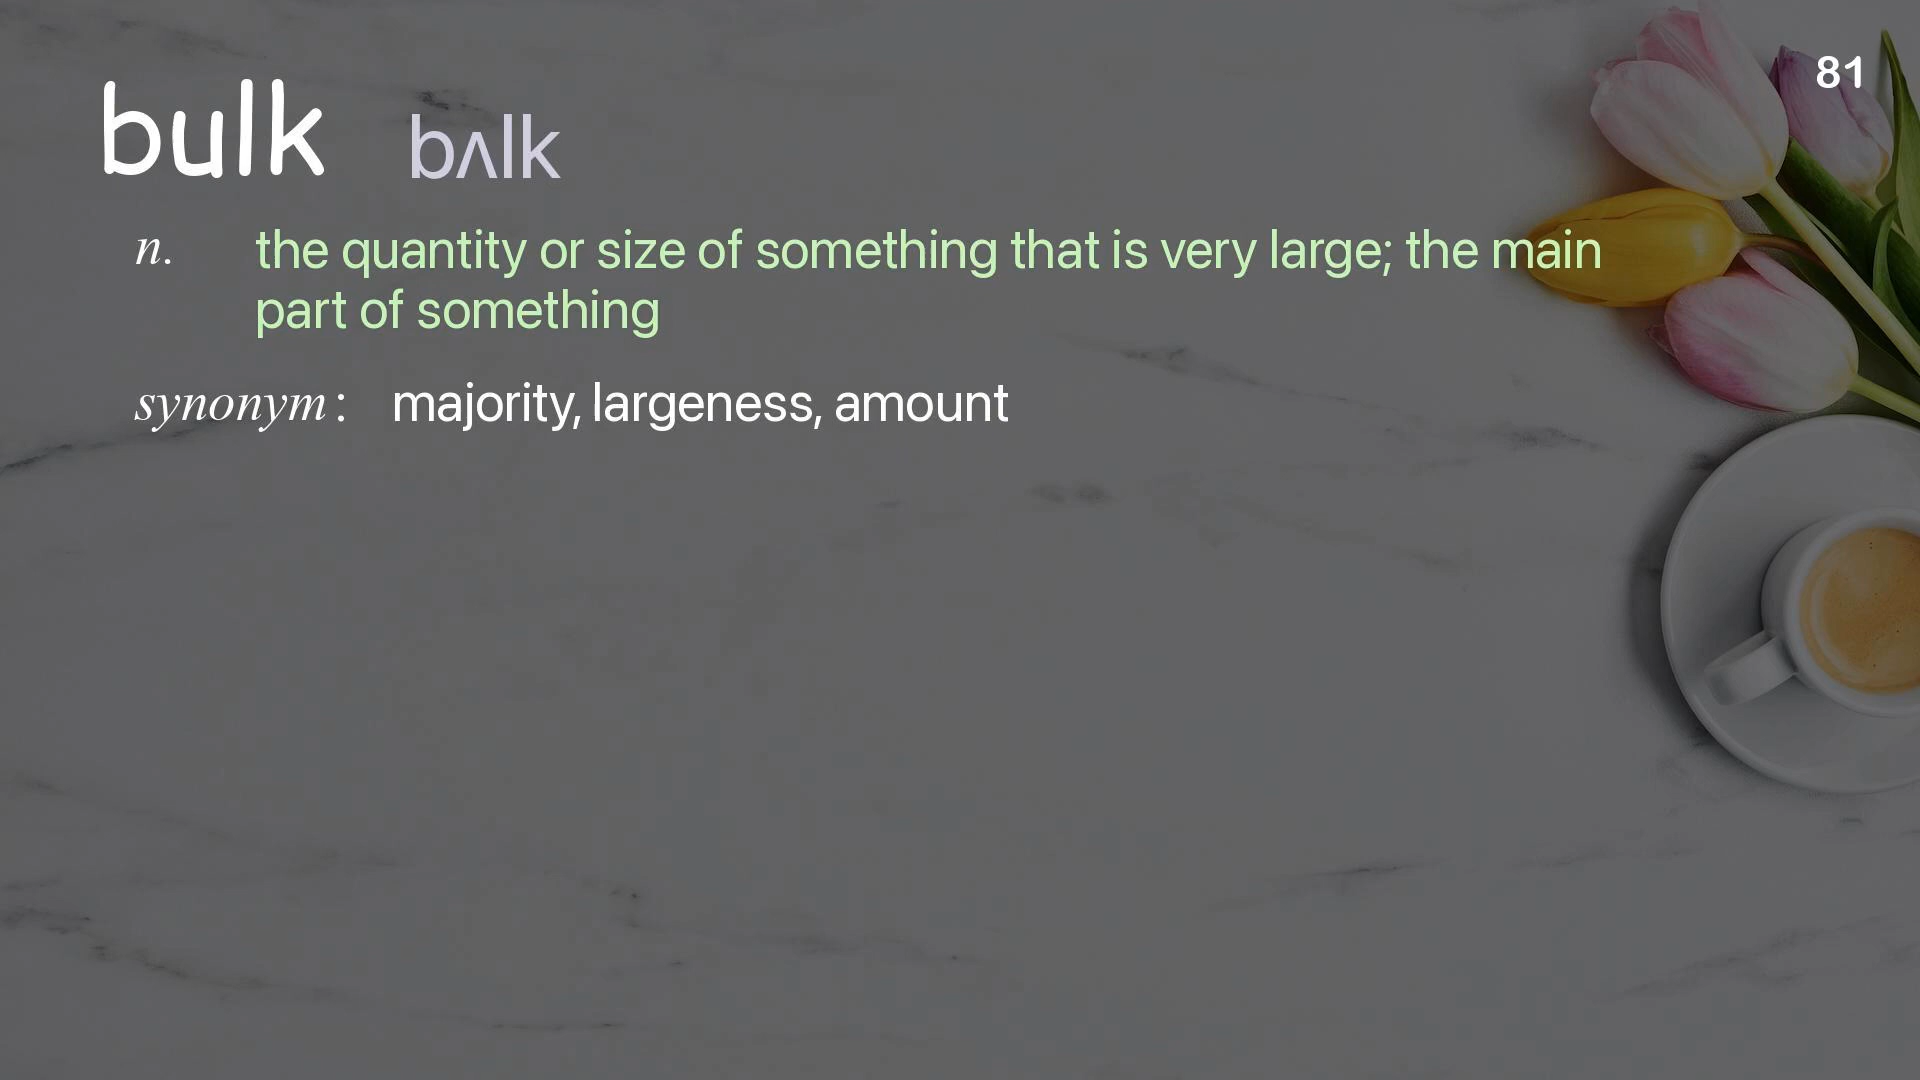 81
bulk bʌlk
n. the quantity or size of something that is very large; the main
part of something
synonym: majority, largeness, amount